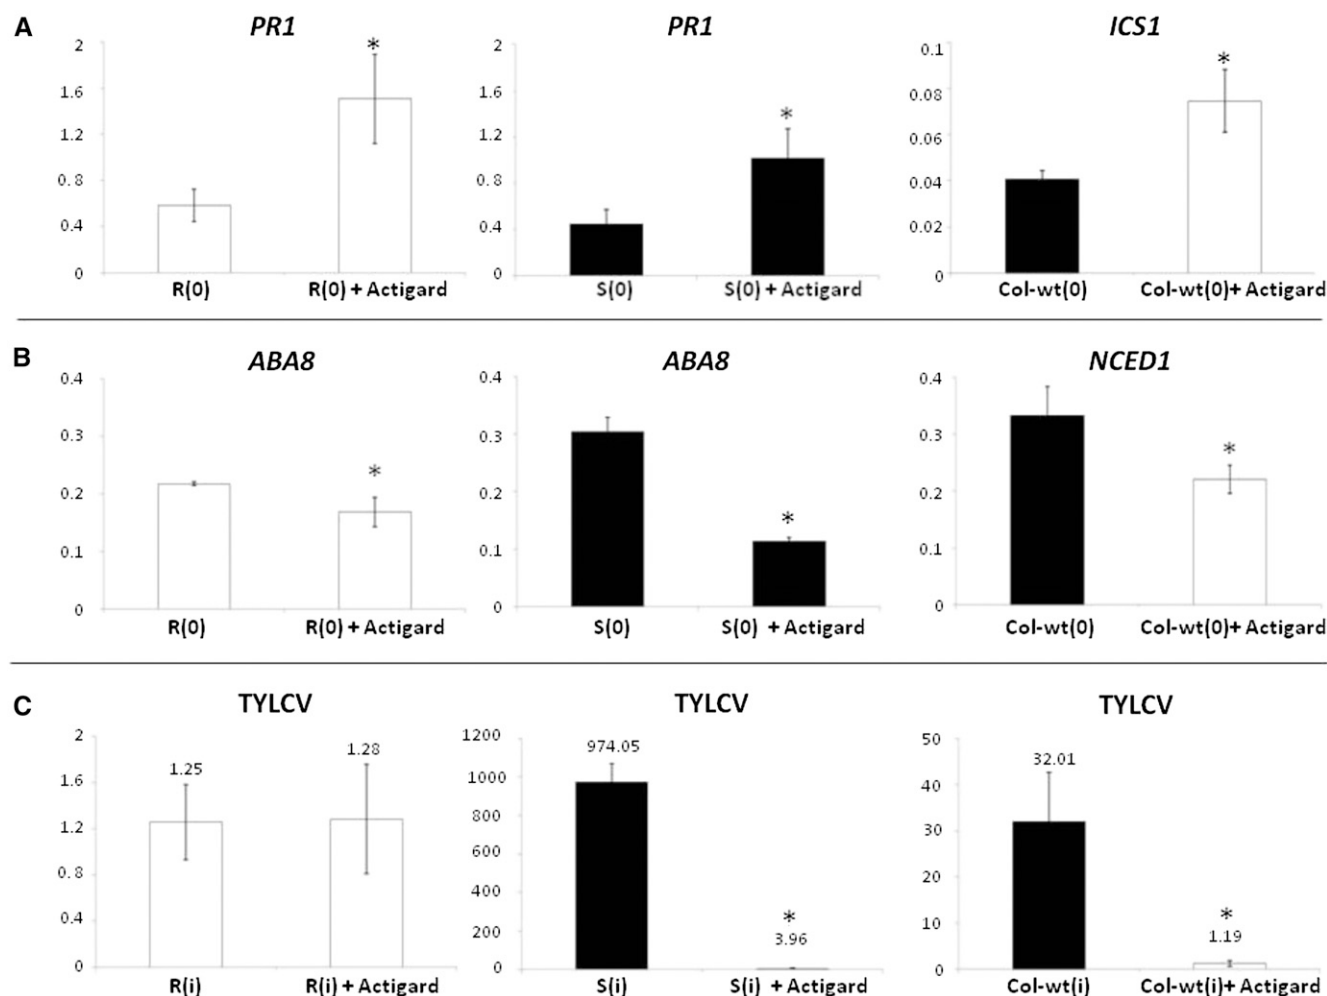 A
PR1
PR1
ICS1
2
1.6
1.2
0.8
0.4
0
*
R(0)
R(0) + Actigard
2
1.6
1.2
0.8
0.4
0
*
S(0)
S(0) + Actigard
0.1
0.08
0.06
0.04
0.02
0
*
Col-wt(0)
Col-wt(0)+ Actigard
B
ABA8
ABA8
NCED1
0.4
0.3
0.2
0.1
0
*
R(0)
R(0) + Actigard
0.4
0.3
0.2
0.1
0
*
S(0)
S(0) + Actigard
0.4
0.3
0.2
0.1
0
*
Col-wt(0)
Col-wt(0)+ Actigard
C
TYLCV
TYLCV
TYLCV
2
1.6
1.2
0.8
0.4
0
1.25
1.28
R(i)
R(i) + Actigard
1200
1000
800
600
400
200
0
974.05
*
3.96
S(i)
S(i) + Actigard
50
40
30
20
10
0
32.01
*
1.19
Col-wt(i)
Col-wt(i)+ Actigard